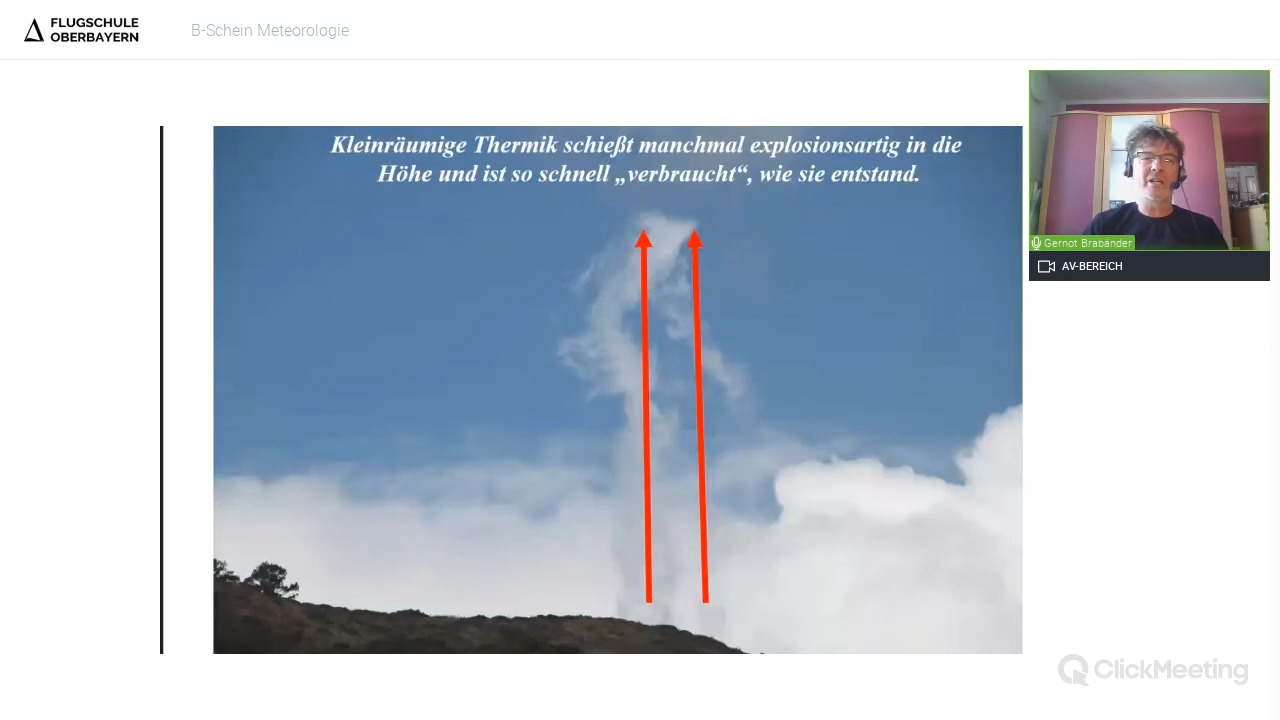 FLUGSCHULE
OBERBAYERN
B-Schein Meteorologie
Kleinräumige Thermik schießt manchmal explosionsartig in die
Höhe und ist so schnell „verbraucht“, wie sie entstand.
Gernot Brabänder
AV-BEREICH
ClickMeeting